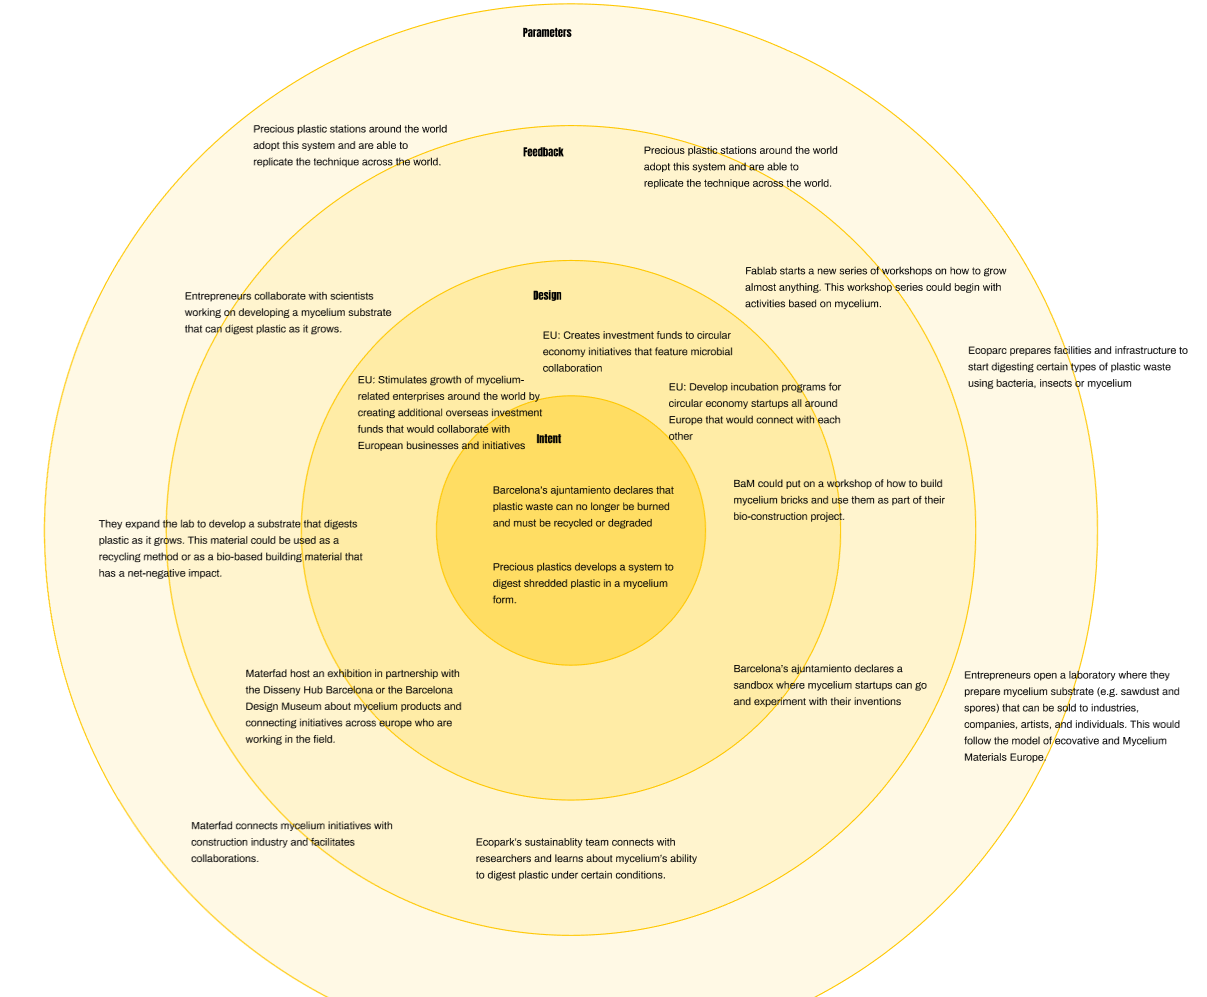 Parameters
Precious plastic stations around the world
adopt this system and are able to
replicate the technique across the world.
Feedback
Precious plastic stations around the world
adopt this system and are able to
replicate the technique across the world.
Fablab starts a new series of workshops on how to grow
almost anything. This workshop series could begin with
activities based on mycelium.
Entrepreneurs collaborate with scientists
working on developing a mycelium substrate
that can digest plastic as it grows.
Design
EU: Creates investment funds to circular
economy initiatives that feature microbial
collaboration
Ecoparc prepares facilities and infrastructure to
start digesting certain types of plastic waste
using bacteria, insects or mycelium
EU: Stimulates growth of mycelium-
related enterprises around the world by
creating additional overseas investment
funds that would collaborate with
European businesses and initiatives
EU: Develop incubation programs for
circular economy startups all around
Europe that would connect with each
other
Intent
Barcelona's ajuntamiento declares that
plastic waste can no longer be burned
and must be recycled or degraded
BaM could put on a workshop of how to build
mycelium bricks and use them as part of their
bio-construction project.
They expand the lab to develop a substrate that digests
plastic as it grows. This material could be used as a
recycling method or as a bio-based building material that
has a net-negative impact.
Precious plastics develops a system to
digest shredded plastic in a mycelium
form.
Materfad host an exhibition in partnership with
the Disseny Hub Barcelona or the Barcelona
Design Museum about mycelium products and
connecting initiatives across europe who are
working in the field.
Barcelona's ajuntamiento declares a
sandbox where mycelium startups can go
and experiment with their inventions
Entrepreneurs open a laboratory where they
prepare mycelium substrate (e.g. sawdust and
spores) that can be sold to industries,
companies, artists, and individuals. This would
follow the model of ecovative and Mycelium
Materials Europe.
Materfad connects mycelium initiatives with
construction industry and facilitates
collaborations.
Ecopark's sustainablity team connects with
researchers and learns about mycelium's ability
to digest plastic under certain conditions.